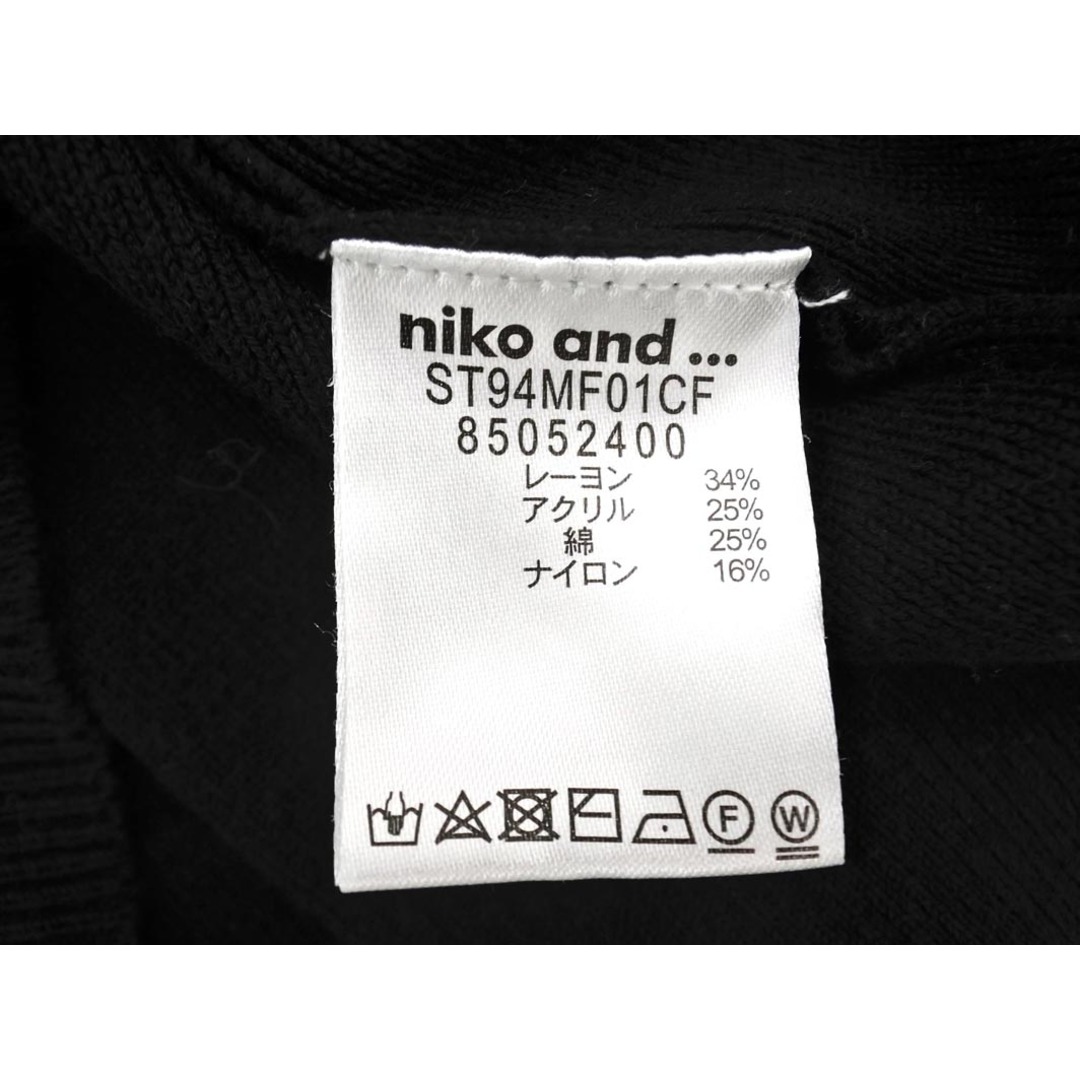 niko and ...
ST94MF01CF
85052400
レーヨン 34%
アクリル 25%
綿 25%
ナイロン 16%
F W